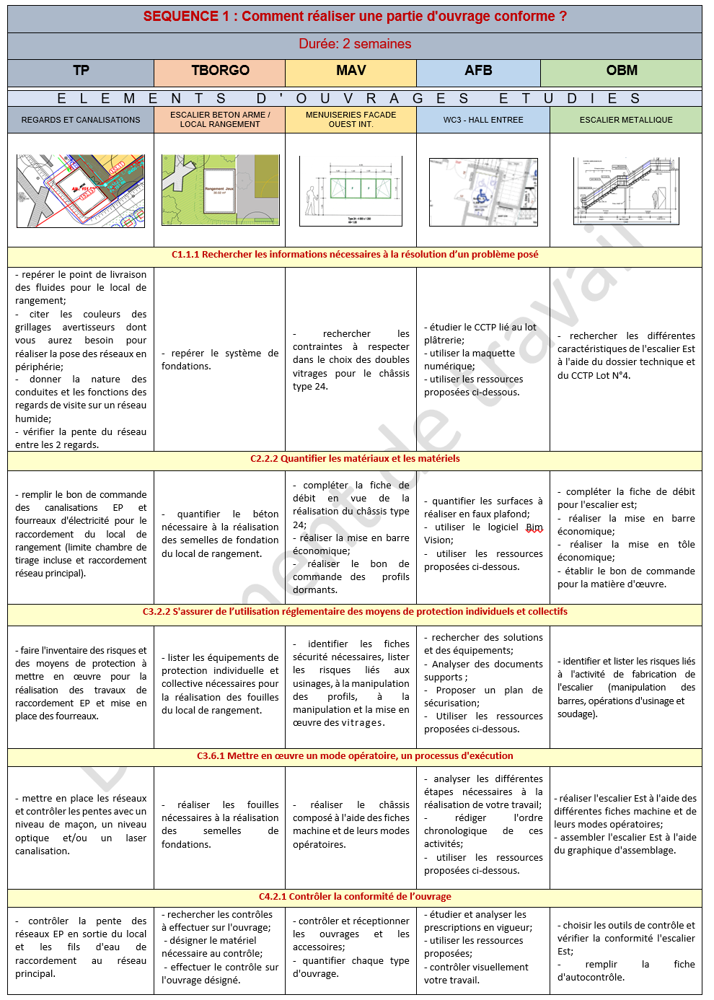 SEQUENCE 1 : Comment réaliser une partie d'ouvrage conforme ?
Durée: 2 semaines
TP
TBORGO
MAV
AFB
OBM
ELEMENTS D'OUVRAGES ETUDIES
REGARDS ET CANALISATIONS
ESCALIER BETON ARME /
LOCAL RANGEMENT
MENUISERIES FACADE
OUEST INT.
WC3 - HALL ENTREE
ESCALIER METALLIQUE
Rangement Jeux
C1.1.1 Rechercher les informations nécessaires à la résolution d'un problème posé
- repérer le point de livraison
des fluides pour le local de
rangement;
- citer les couleurs des
grillages avertisseurs dont
vous aurez besoin pour
réaliser la pose des réseaux en
périphérie;
- donner la nature des
conduites et les fonctions des
regards de visite sur un réseau
humide;
- vérifier la pente du réseau
entre les 2 regards.
- repérer le système de
fondations.
- rechercher les
contraintes à respecter
dans le choix des doubles
vitrages pour le châssis
type 24.
- étudier le CCTP lié au lot
plâtrerie;
- utiliser la maquette
numérique;
- utiliser les ressources
proposées ci-dessous.
- rechercher les différentes
caractéristiques de l'escalier Est
à l'aide du dossier technique et
du CCTP Lot N°4.
C2.2.2 Quantifier les matériaux et les matériels
- remplir le bon de commande
des canalisations EP et
fourreaux d'électricité pour le
raccordement du local de
rangement (limite chambre de
tirage incluse et raccordement
réseau principal).
- quantifier le béton
nécessaire à la réalisation
des semelles de fondation
du local de rangement.
- compléter la fiche de
débit en vue de la
réalisation du châssis type
24;
- réaliser la mise en barre
économique;
- réaliser le bon de
commande des profils
dormants.
- quantifier les surfaces à
réaliser en faux plafond;
- utiliser le logiciel Bim
Vision;
- utiliser les ressources
proposées ci-dessous.
- compléter la fiche de débit
pour l'escalier est;
- réaliser la mise en barre
économique;
- réaliser la mise en tôle
économique;
- établir le bon de commande
pour la matière d'œuvre.
C3.2.2 S'assurer de l'utilisation réglementaire des moyens de protection individuels et collectifs
- faire l'inventaire des risques et
des moyens de protection à
mettre en œuvre pour la
réalisation des travaux de
raccordement EP et mise en
place des fourreaux.
- lister les équipements de
protection individuelle et
collective nécessaires pour
la réalisation des fouilles
du local de rangement.
- identifier les fiches
sécurité nécessaires, lister
les risques liés aux
usinages, à la manipulation
des profils, à la
manipulation et la mise en
œuvre des vitrages.
- rechercher des solutions
et des équipements;
- Analyser des documents
supports ;
- Proposer un plan de
sécurisation;
- Utiliser les ressources
proposées ci-dessous.
- identifier et lister les risques liés
à l'activité de fabrication de
l'escalier (manipulation des
barres, opérations d'usinage et
soudage).
C3.6.1 Mettre en œuvre un mode opératoire, un processus d'exécution
- mettre en place les réseaux
et contrôler les pentes avec un
niveau de maçon, un niveau
optique et/ou un laser
canalisation.
- réaliser les fouilles
nécessaires à la réalisation
des semelles de
fondations.
- réaliser le châssis
composé à l'aide des fiches
machine et de leurs modes
opératoires.
- analyser les différentes
étapes nécessaires à la
réalisation de votre travail;
- rédiger l'ordre
chronologique de ces
activités;
- utiliser les ressources
proposées ci-dessous.
- réaliser l'escalier Est à l'aide des
différentes fiches machine et de
leurs modes opératoires;
- assembler l'escalier Est à l'aide
du graphique d'assemblage.
C4.2.1 Contrôler la conformité de l'ouvrage
- contrôler la pente des
réseaux EP en sortie du local
et les fils d'eau de
raccordement au réseau
principal.
- rechercher les contrôles
à effectuer sur l'ouvrage;
- désigner le matériel
nécessaire au contrôle;
- effectuer le contrôle sur
l'ouvrage désigné.
- contrôler et réceptionner
les ouvrages et les
accessoires;
- quantifier chaque type
d'ouvrage.
- étudier et analyser les
prescriptions en vigueur;
- utiliser les ressources
proposées;
- contrôler visuellement
votre travail.
- choisir les outils de contrôle et
vérifier la conformité l'escalier
Est;
- remplir la fiche
d'autocontrôle.